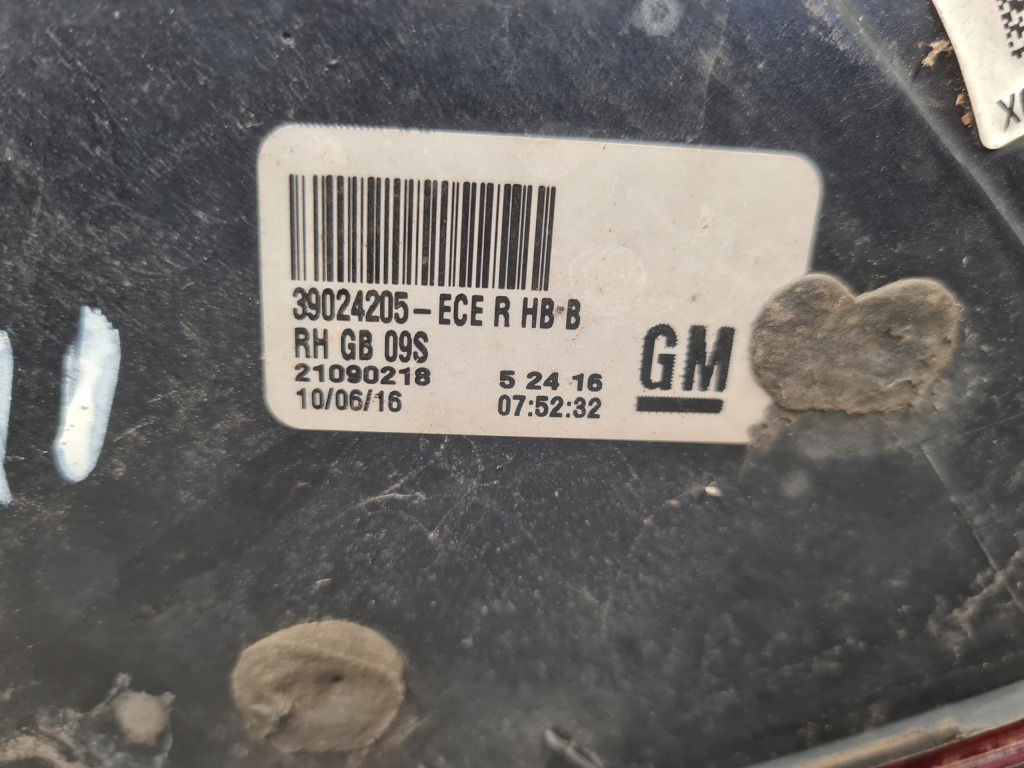 39024205-ECE R HB B
RH GB 09S
21090218 5 24 16
10/06/16 07:52:32
GM
X